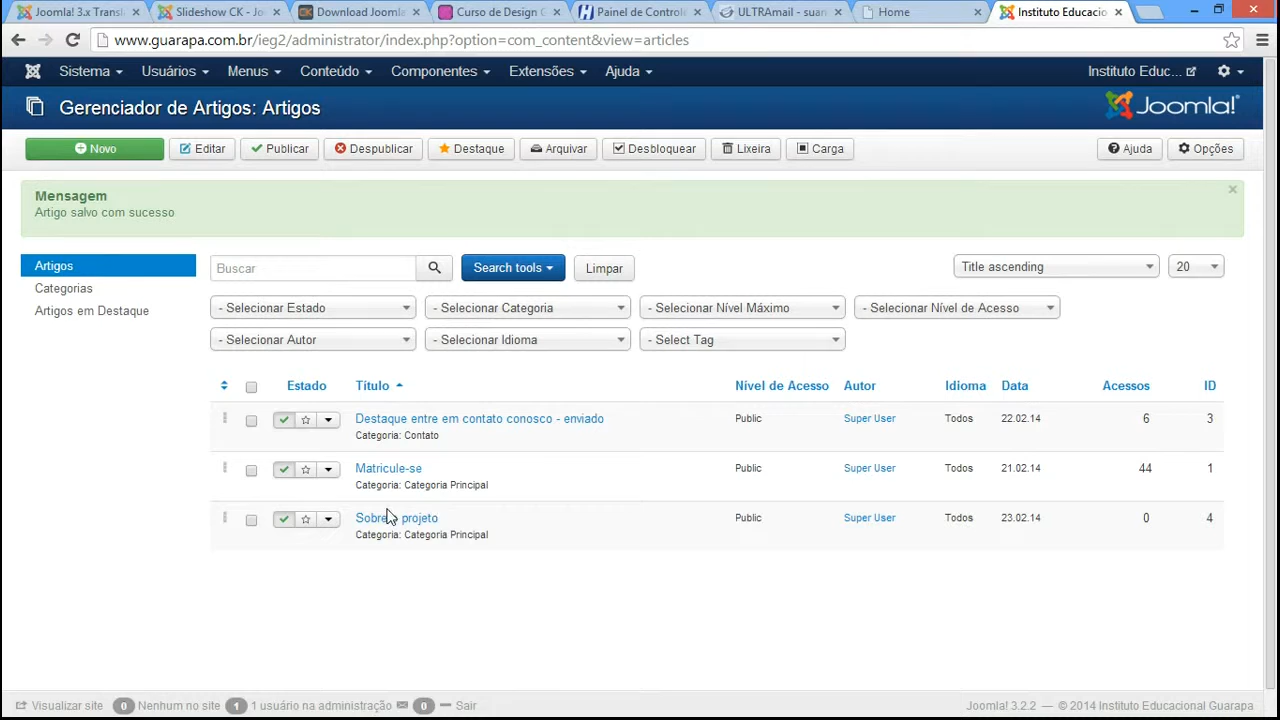 Joomla! 3.x Transl
Slideshow CK - Jo
Download Joomla
Curso de Design G
Painel de Control
ULTRAmail - suar
Home
Instituto Educacio
www.guarapa.com.br/ieg2/administrator/index.php?option=com_content&view=articles
Sistema Usuários Menus Conteúdo Componentes Extensões Ajuda Instituto Educ...
Gerenciador de Artigos: Artigos Joomla!
Novo Editar Publicar Despublicar Destaque Arquivar Desbloquear Lixeira Carga Ajuda Opções
Mensagem
Artigo salvo com sucesso
Artigos
Categorias
Artigos em Destaque
Buscar Search tools Limpar Title ascending 20
- Selecionar Estado - Selecionar Categoria - Selecionar Nível Máximo - Selecionar Nível de Acesso
- Selecionar Autor - Selecionar Idioma - Select Tag
Estado Título Nível de Acesso Autor Idioma Data Acessos ID
Destaque entre em contato conosco - enviado Public Super User Todos 22.02.14 6 3
Categoria: Contato
Matricule-se Public Super User Todos 21.02.14 44 1
Categoria: Categoria Principal
Sobre projeto Public Super User Todos 23.02.14 0 4
Categoria: Categoria Principal
Visualizar site 0 Nenhum no site 1 1 usuário na administração 0 Sair Joomla! 3.2.2 — © 2014 Instituto Educacional Guarapa